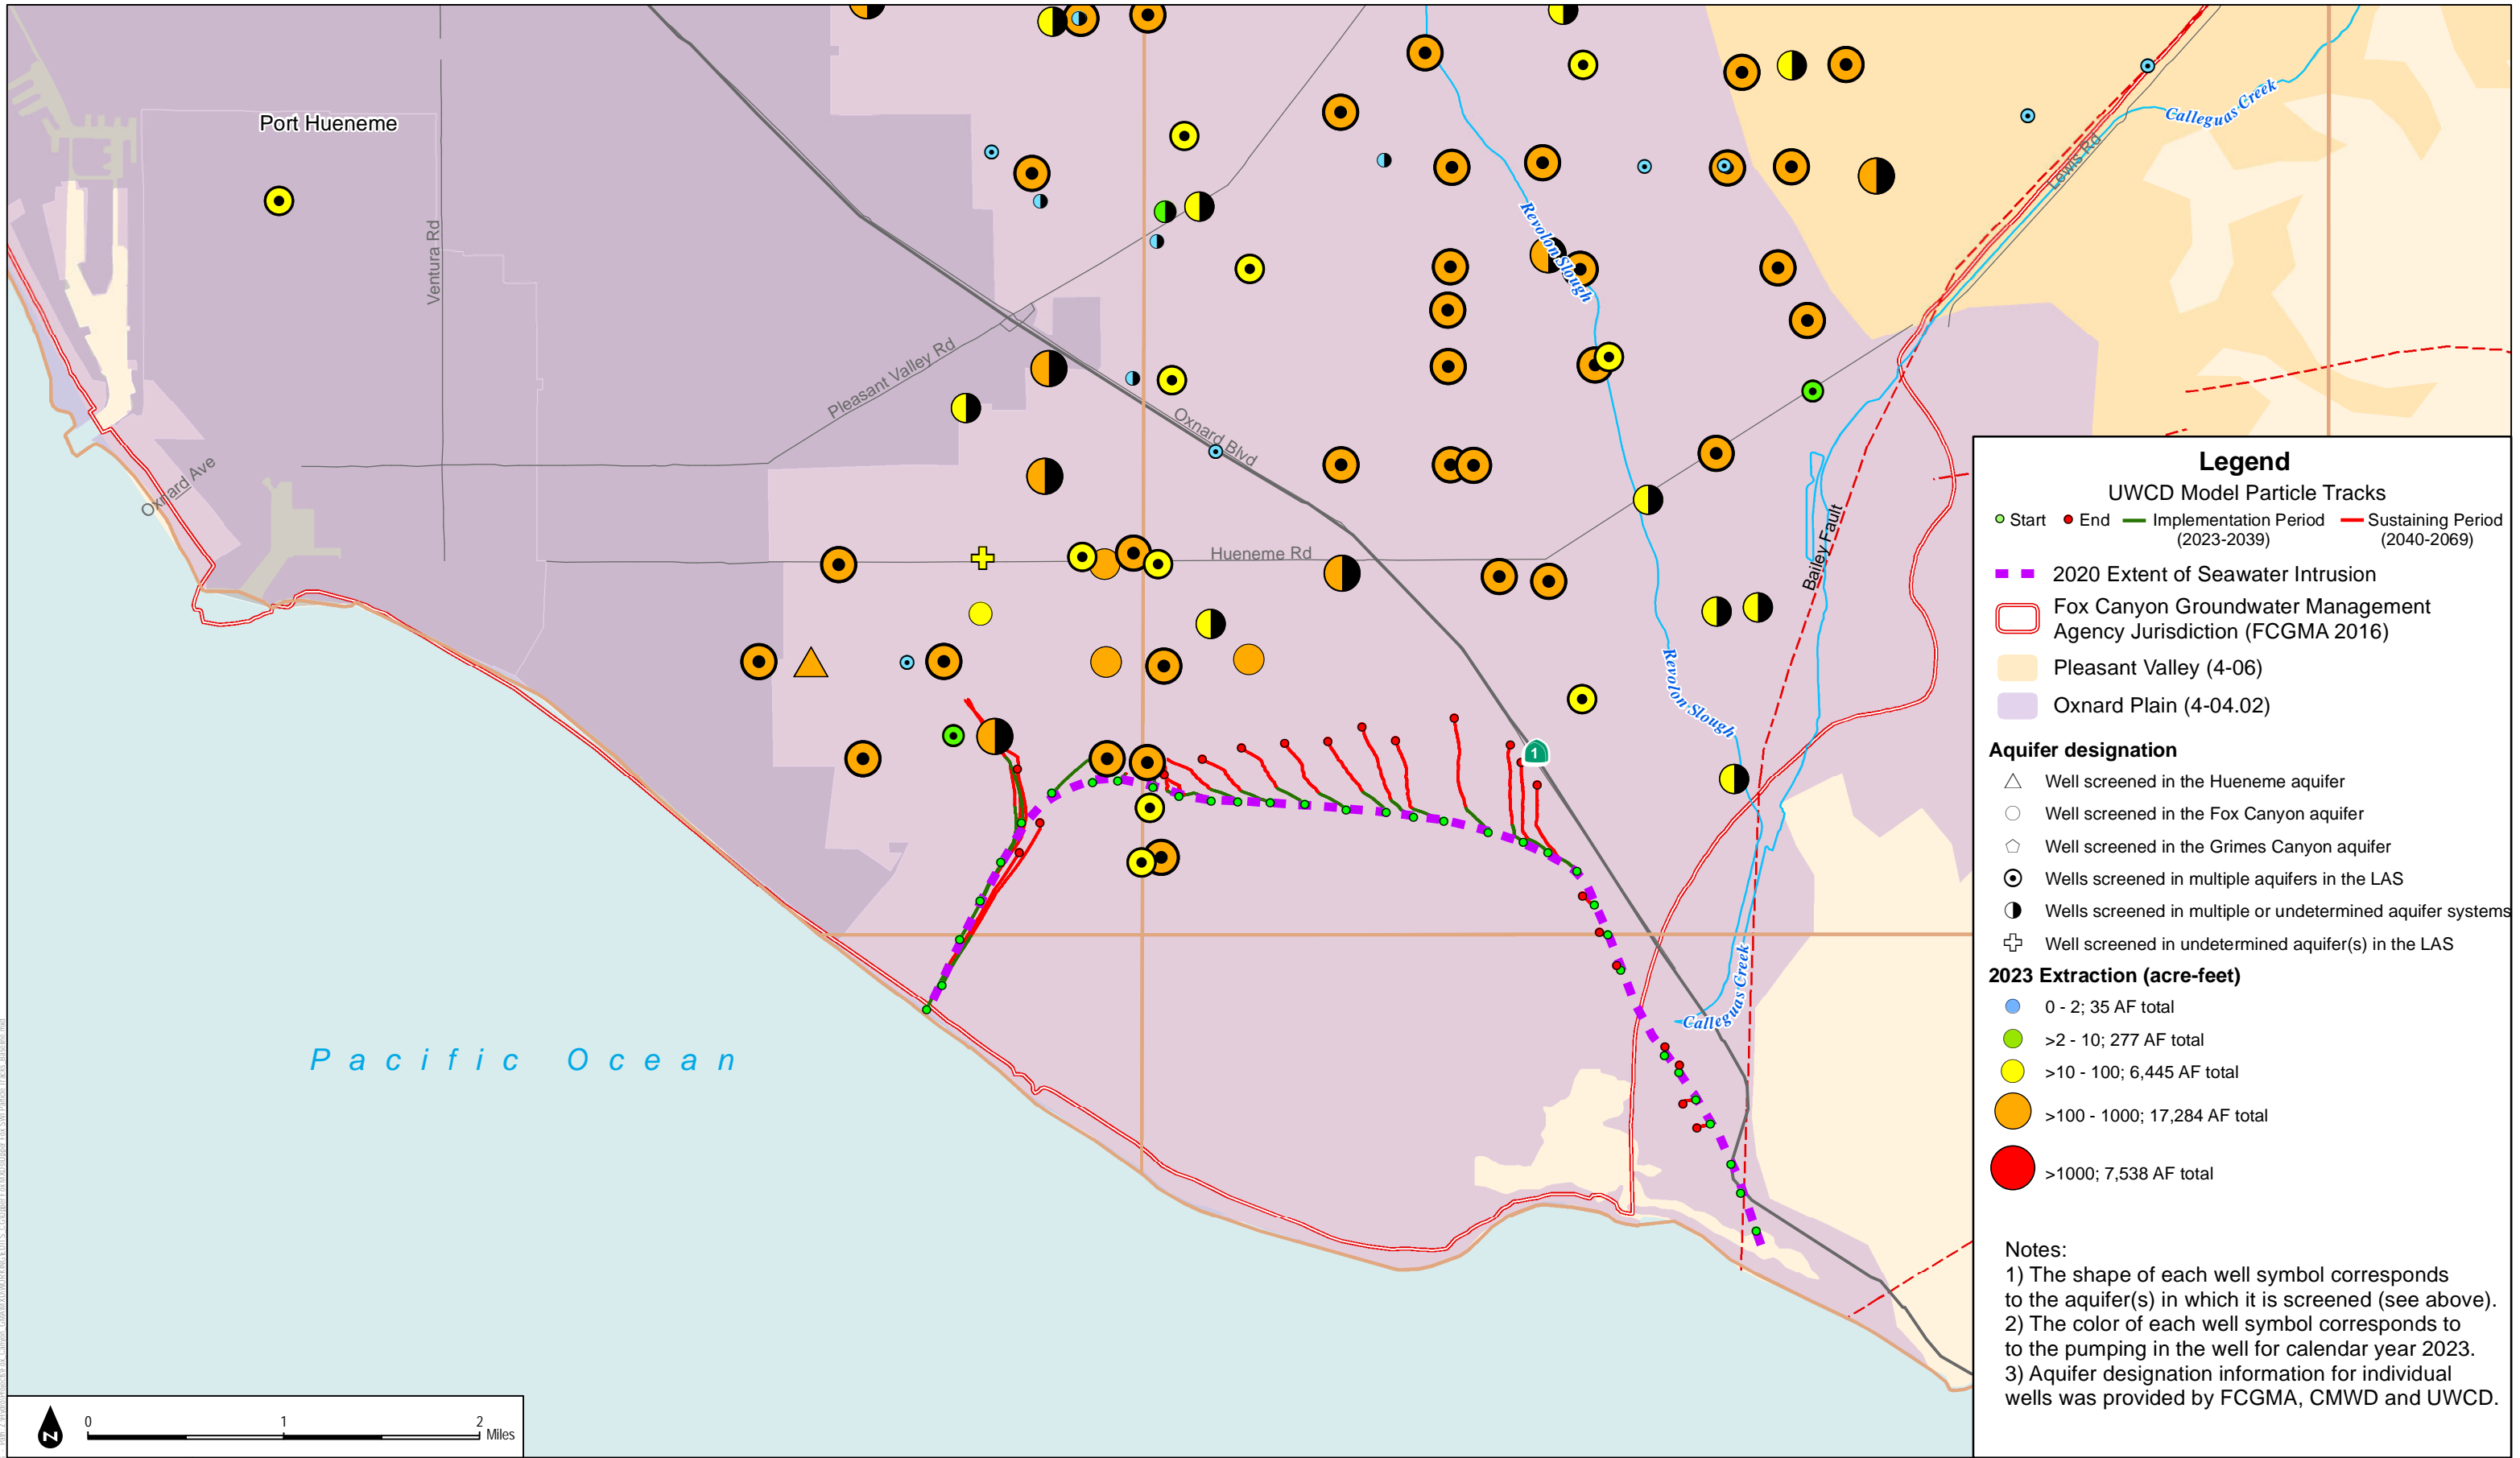 Port Hueneme
Ventura Rd
Calleguas Creek
Lewis Rd
Revolon Slough
Pleasant Valley Rd
Oxnard Blvd
Oxnard Ave
Hueneme Rd
Bailey Fault
Revolon Slough
1
Calleguas Creek
Pacific Ocean
0 1 2
Miles
N
Legend
UWCD Model Particle Tracks
Start End Implementation Period Sustaining Period
(2023-2039) (2040-2069)
2020 Extent of Seawater Intrusion
Fox Canyon Groundwater Management
Agency Jurisdiction (FCGMA 2016)
Pleasant Valley (4-06)
Oxnard Plain (4-04.02)
Aquifer designation
Well screened in the Hueneme aquifer
Well screened in the Fox Canyon aquifer
Well screened in the Grimes Canyon aquifer
Wells screened in multiple aquifers in the LAS
Wells screened in multiple or undetermined aquifer systems
Well screened in undetermined aquifer(s) in the LAS
2023 Extraction (acre-feet)
0 - 2; 35 AF total
>2 - 10; 277 AF total
>10 - 100; 6,445 AF total
>100 - 1000; 17,284 AF total
>1000; 7,538 AF total
Notes:
1) The shape of each well symbol corresponds
to the aquifer(s) in which it is screened (see above).
2) The color of each well symbol corresponds to
to the pumping in the well for calendar year 2023.
3) Aquifer designation information for individual
wells was provided by FCGMA, CMWD and UWCD.